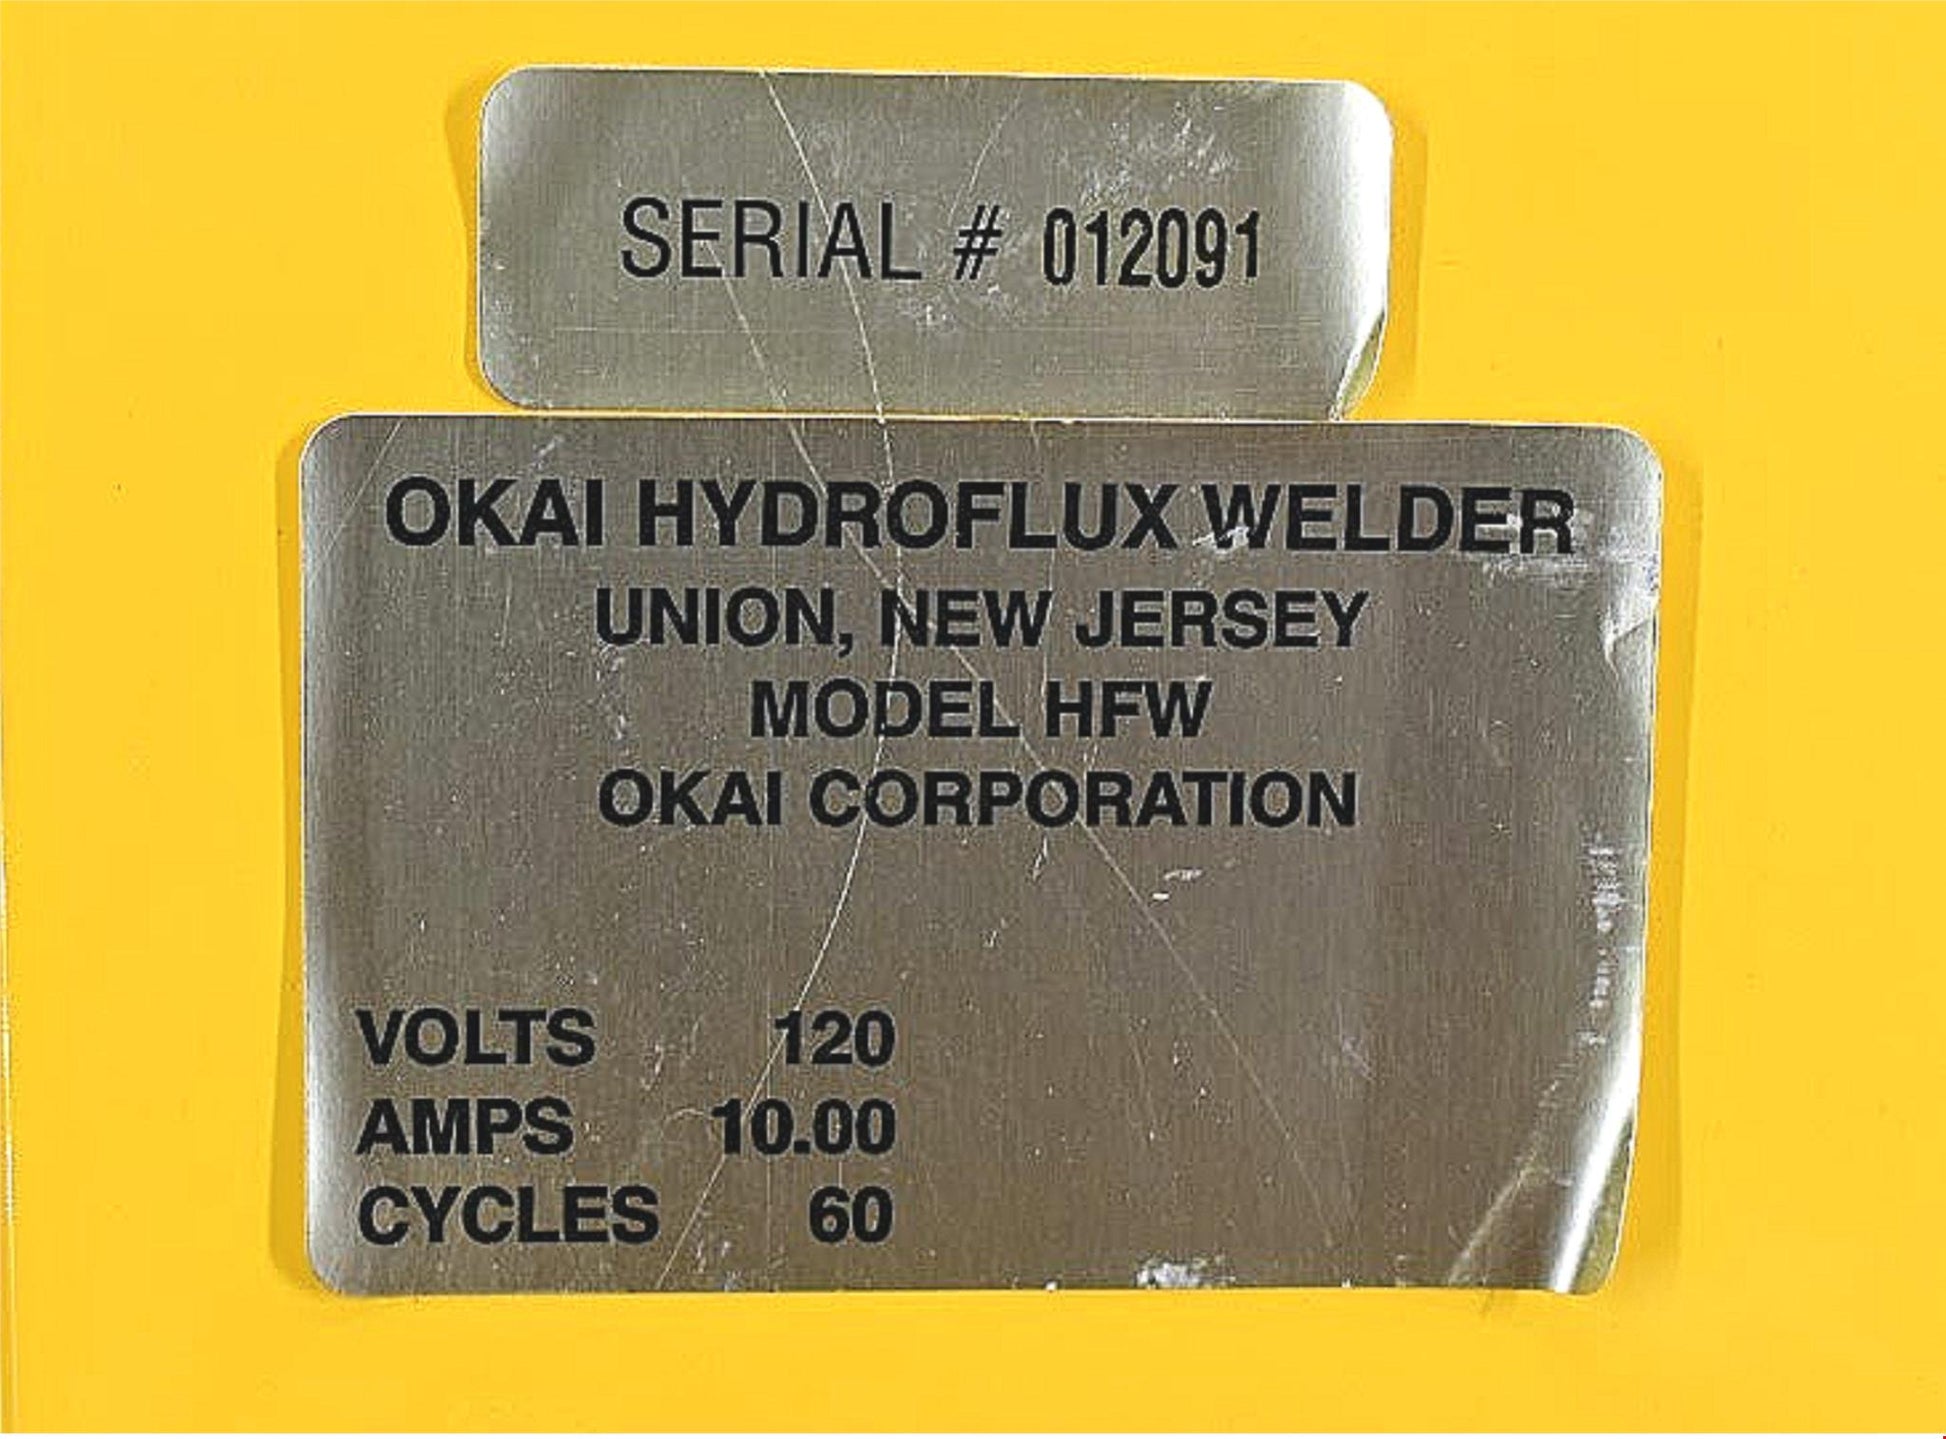 SERIAL # 012091
OKAI HYDROFLUX WELDER
UNION, NEW JERSEY
MODEL HFW
OKAI CORPORATION
VOLTS 120
AMPS 10.00
CYCLES 60